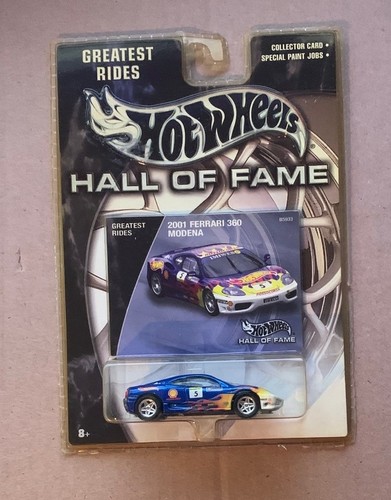 GREATEST
RIDES
COLLECTOR CARD •
SPECIAL PAINT JOBS •
HOT WHEELS
HALL OF FAME
GREATEST
RIDES
2001 FERRARI 360
MODENA
5
HOT WHEELS
HALL OF FAME
5
8+